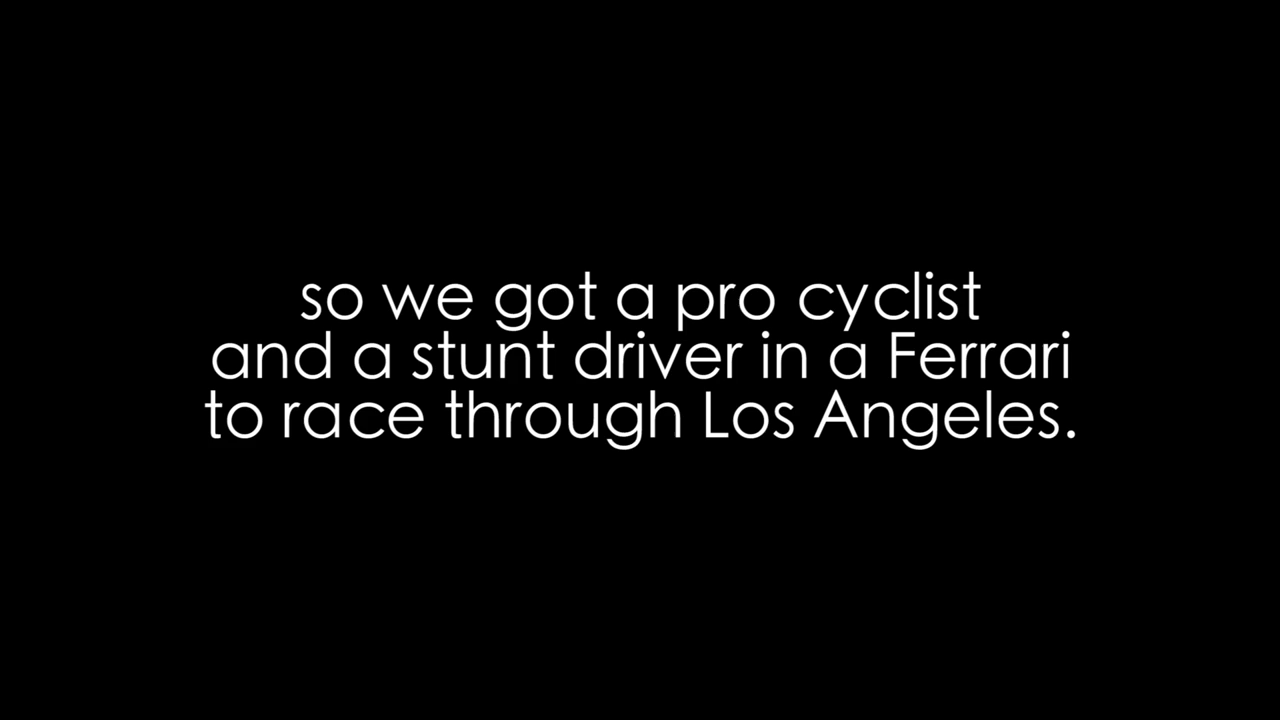 so we got a pro cyclist
and a stunt driver in a Ferrari
to race through Los Angeles.